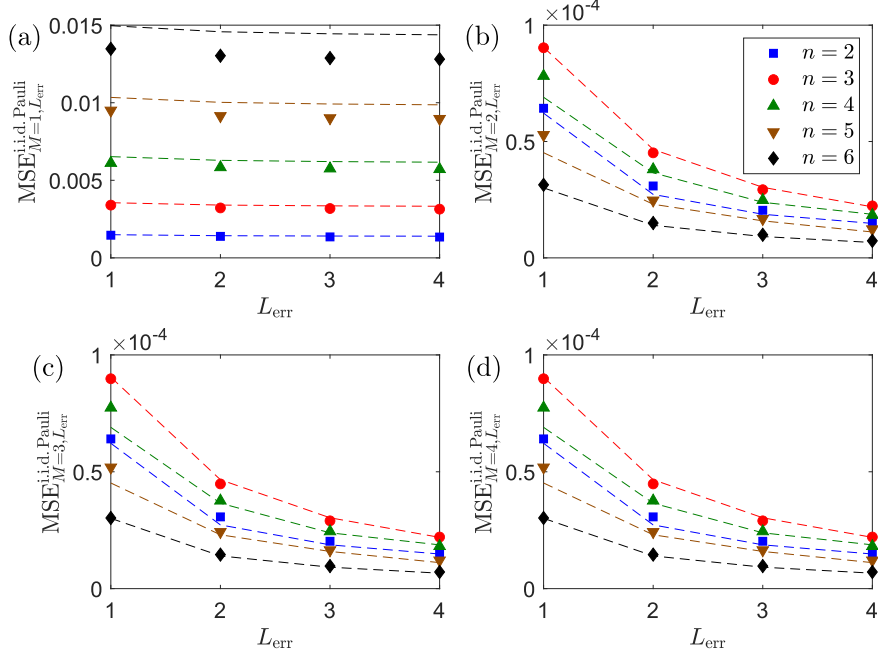 (a)
MSE^{i.i.d. Pauli}_{M=1,L_err}
0.015
0.01
0.005
0
1 2 3 4
L_err
(b)
MSE^{i.i.d. Pauli}_{M=2,L_err}
×10^-4
1
0.5
0
1 2 3 4
L_err
n = 2
n = 3
n = 4
n = 5
n = 6
(c)
MSE^{i.i.d. Pauli}_{M=3,L_err}
×10^-4
1
0.5
0
1 2 3 4
L_err
(d)
MSE^{i.i.d. Pauli}_{M=4,L_err}
×10^-4
1
0.5
0
1 2 3 4
L_err